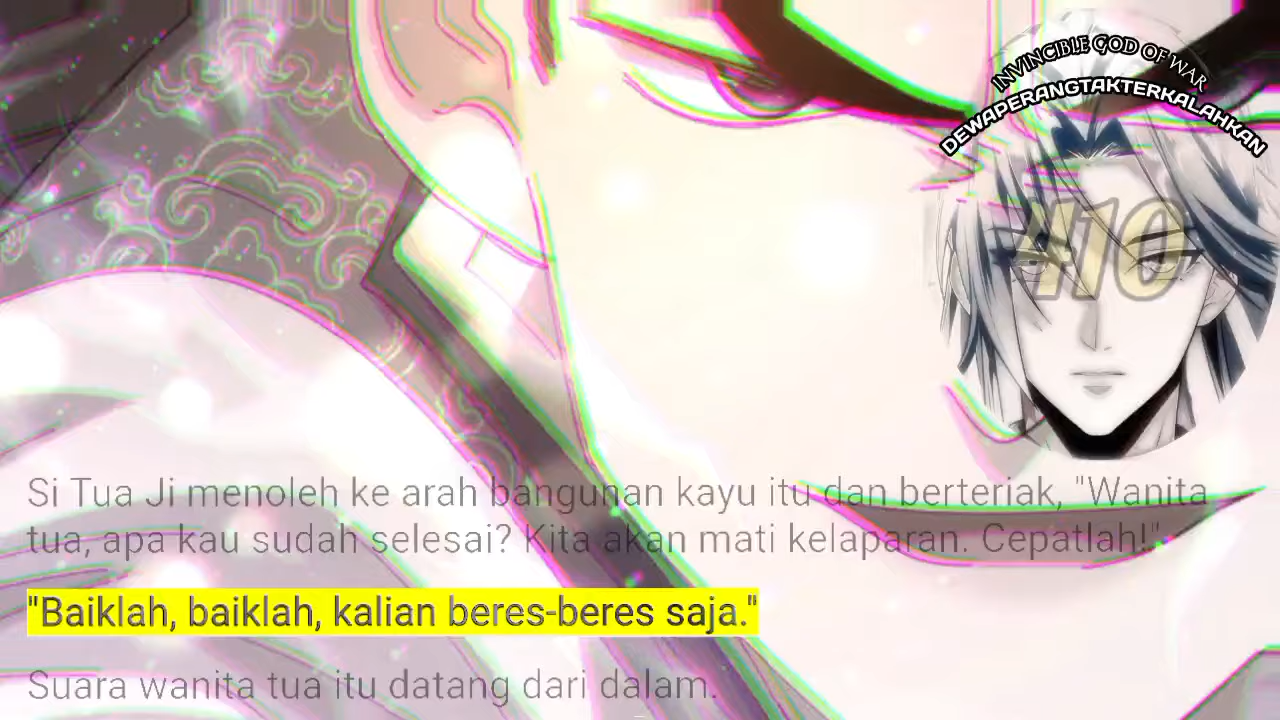 INVINCIBLE GOD OF WAR
DEWAPERANGTAKTERKALAHKAN
#10
Si Tua Ji menoleh ke arah bangunan kayu itu dan berteriak, "Wanita
tua, apa kau sudah selesai? Kita akan mati kelaparan. Cepatlah!"
"Baiklah, baiklah, kalian beres-beres saja."
Suara wanita tua itu datang dari dalam.